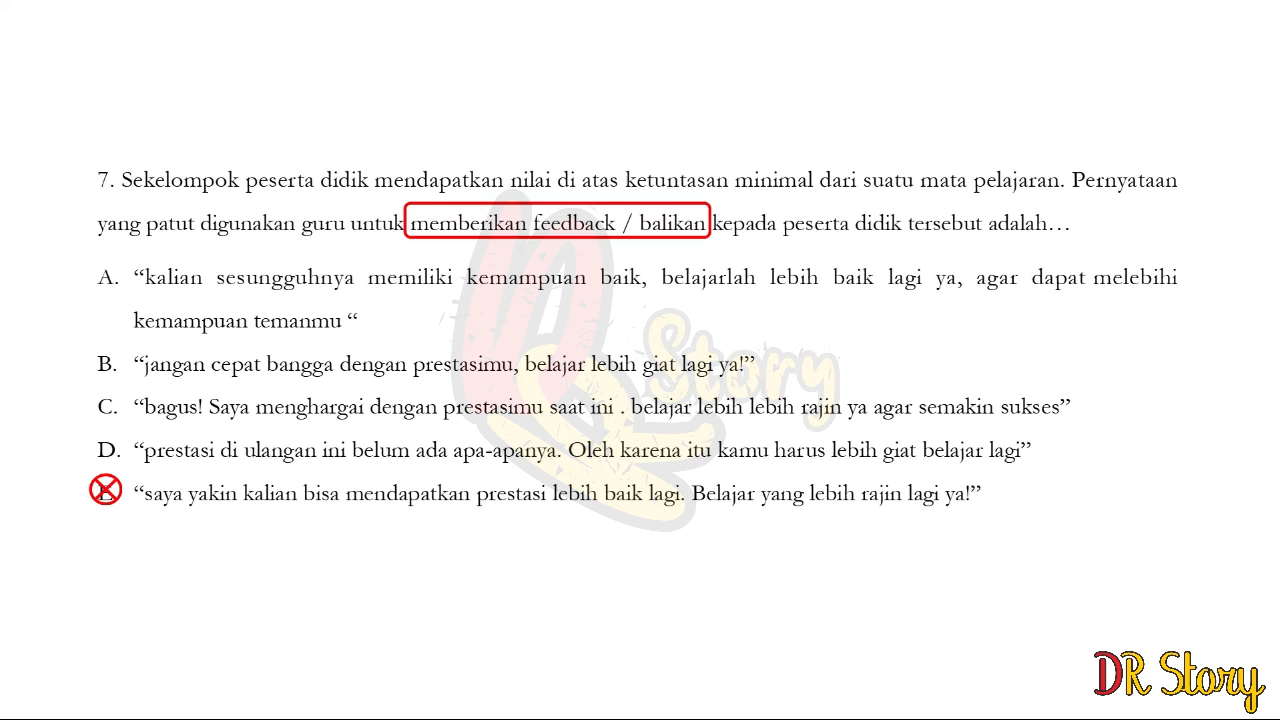 7. Sekelompok peserta didik mendapatkan nilai di atas ketuntasan minimal dari suatu mata pelajaran. Pernyataan
yang patut digunakan guru untuk memberikan feedback / balikan kepada peserta didik tersebut adalah…
A. “kalian sesungguhnya memiliki kemampuan baik, belajarlah lebih baik lagi ya, agar dapat melebihi
kemampuan temanmu “
B. “jangan cepat bangga dengan prestasimu, belajar lebih giat lagi ya!”
C. “bagus! Saya menghargai dengan prestasimu saat ini . belajar lebih lebih rajin ya agar semakin sukses”
D. “prestasi di ulangan ini belum ada apa-apanya. Oleh karena itu kamu harus lebih giat belajar lagi”
E. “saya yakin kalian bisa mendapatkan prestasi lebih baik lagi. Belajar yang lebih rajin lagi ya!”
DR Story